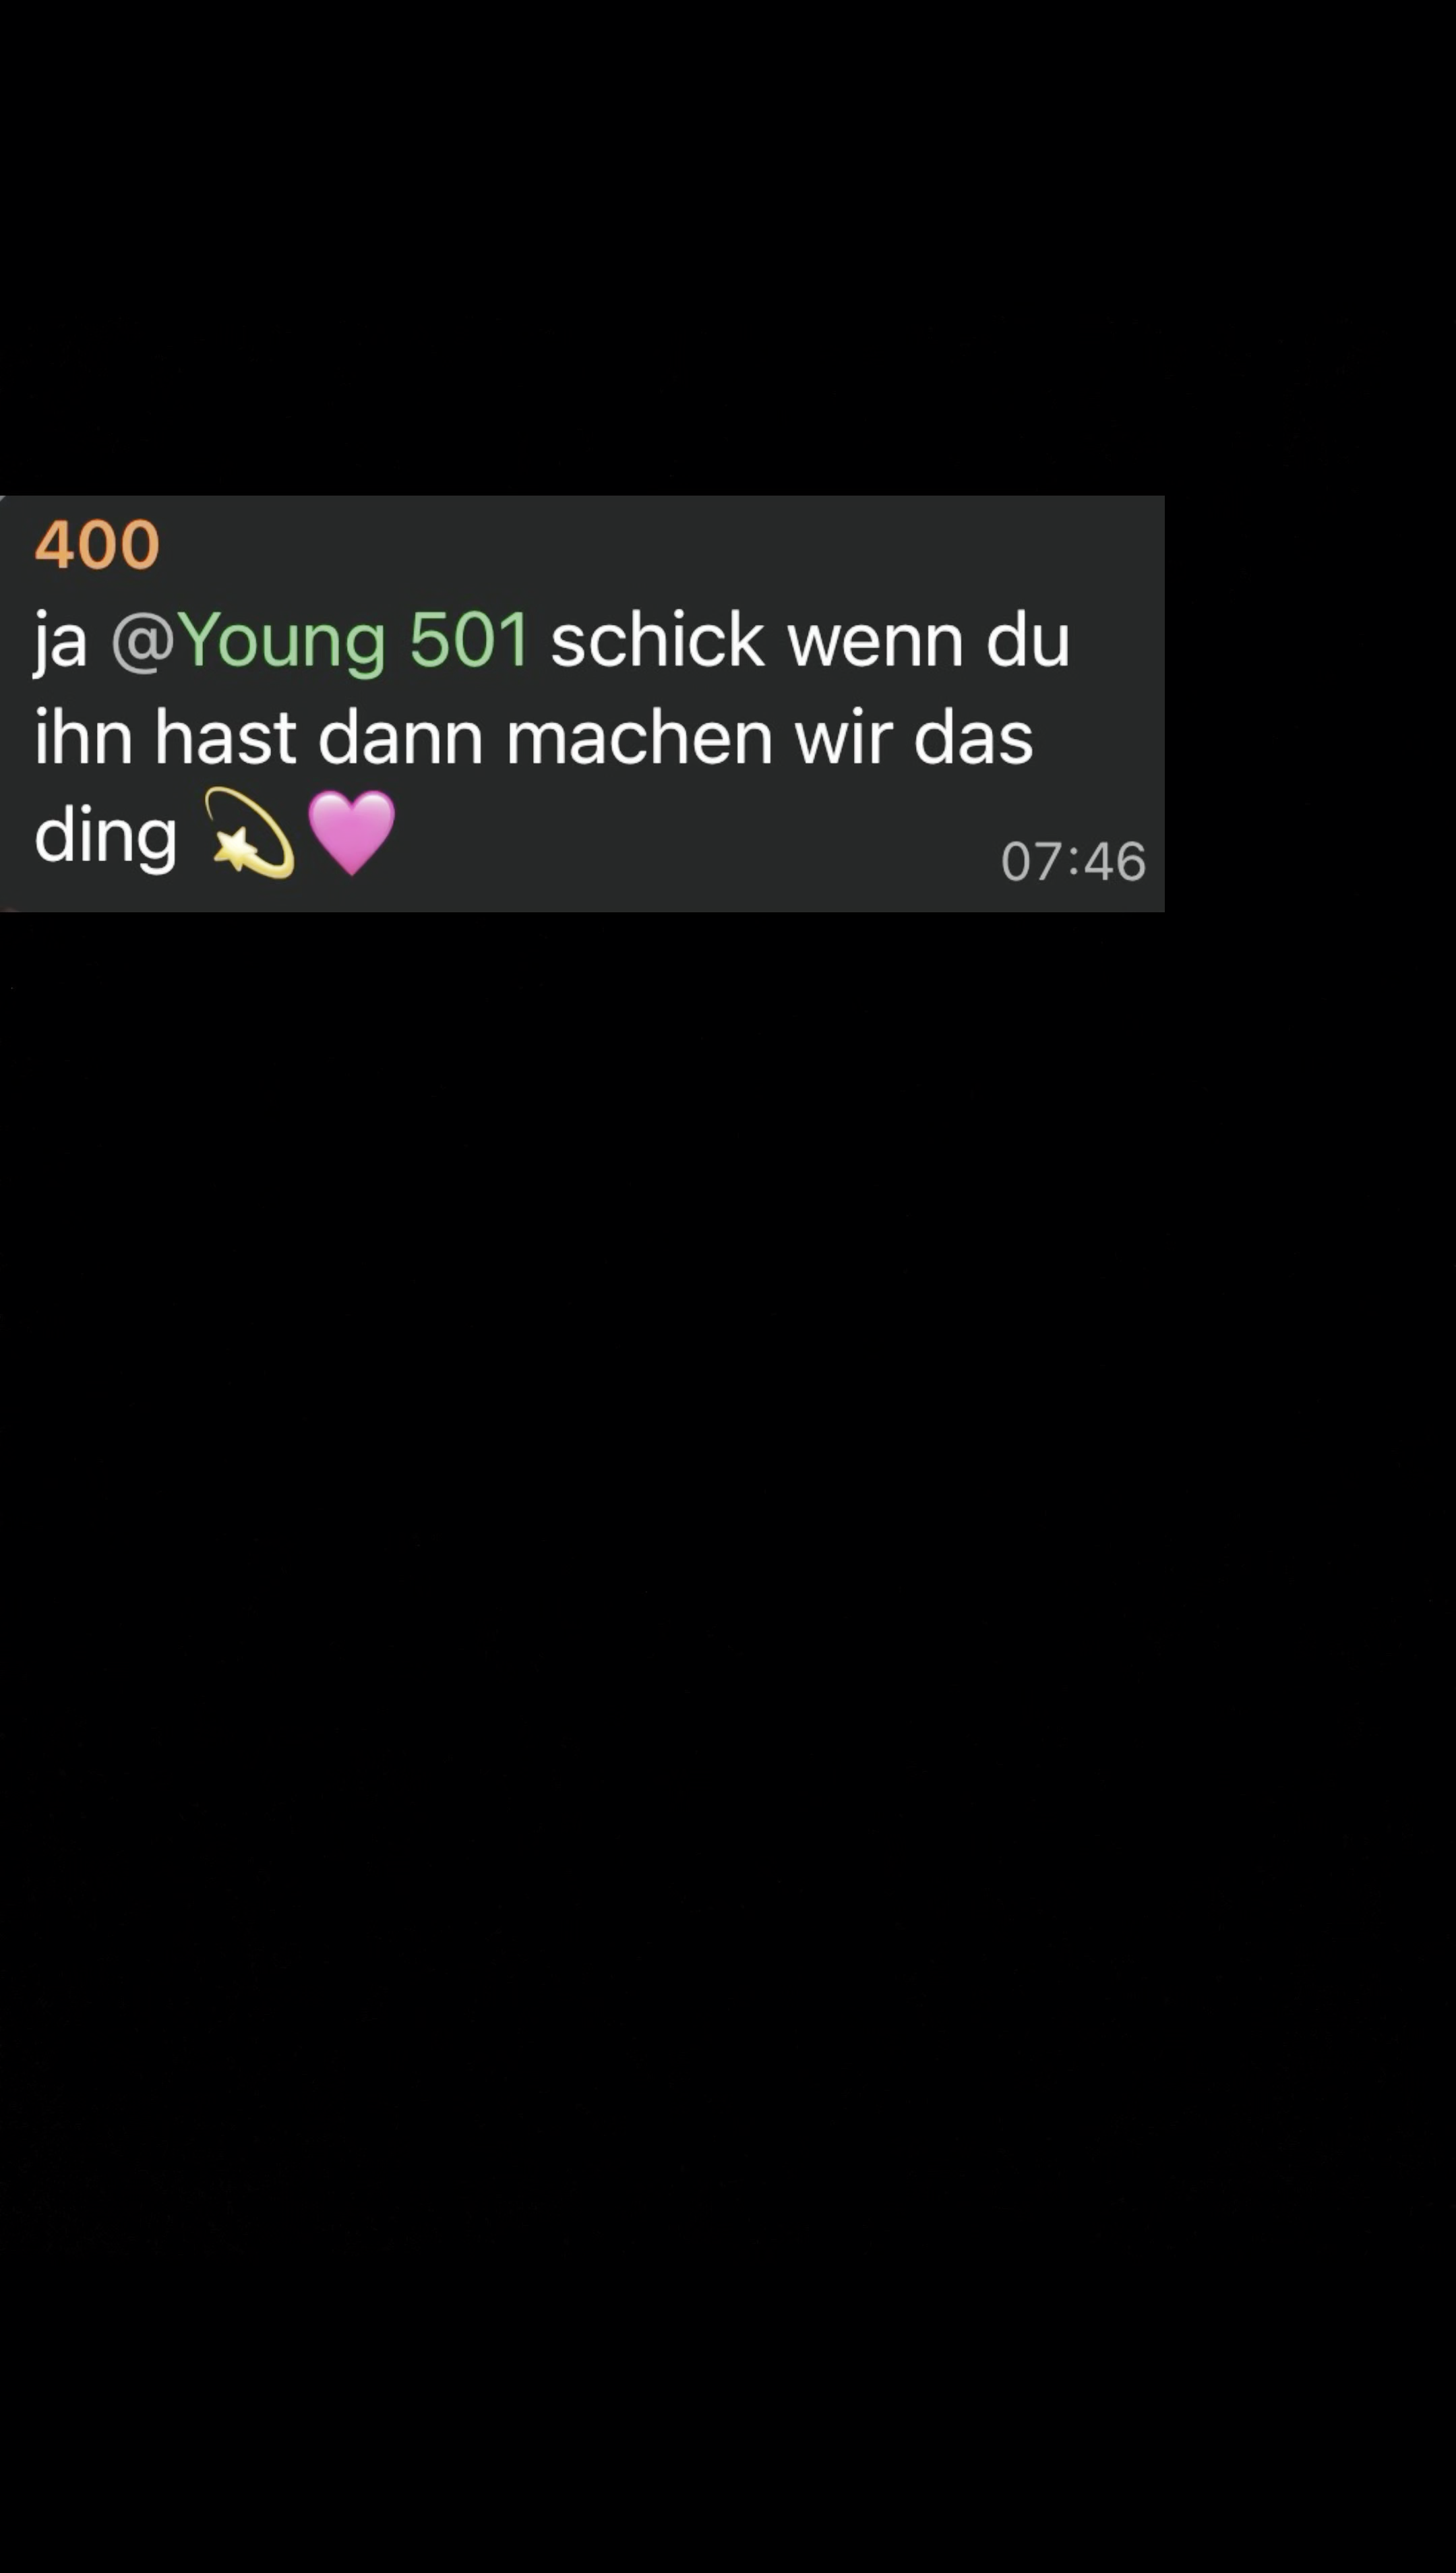 400
ja @Young 501 schick wenn du
ihn hast dann machen wir das
ding 💫🩷
07:46